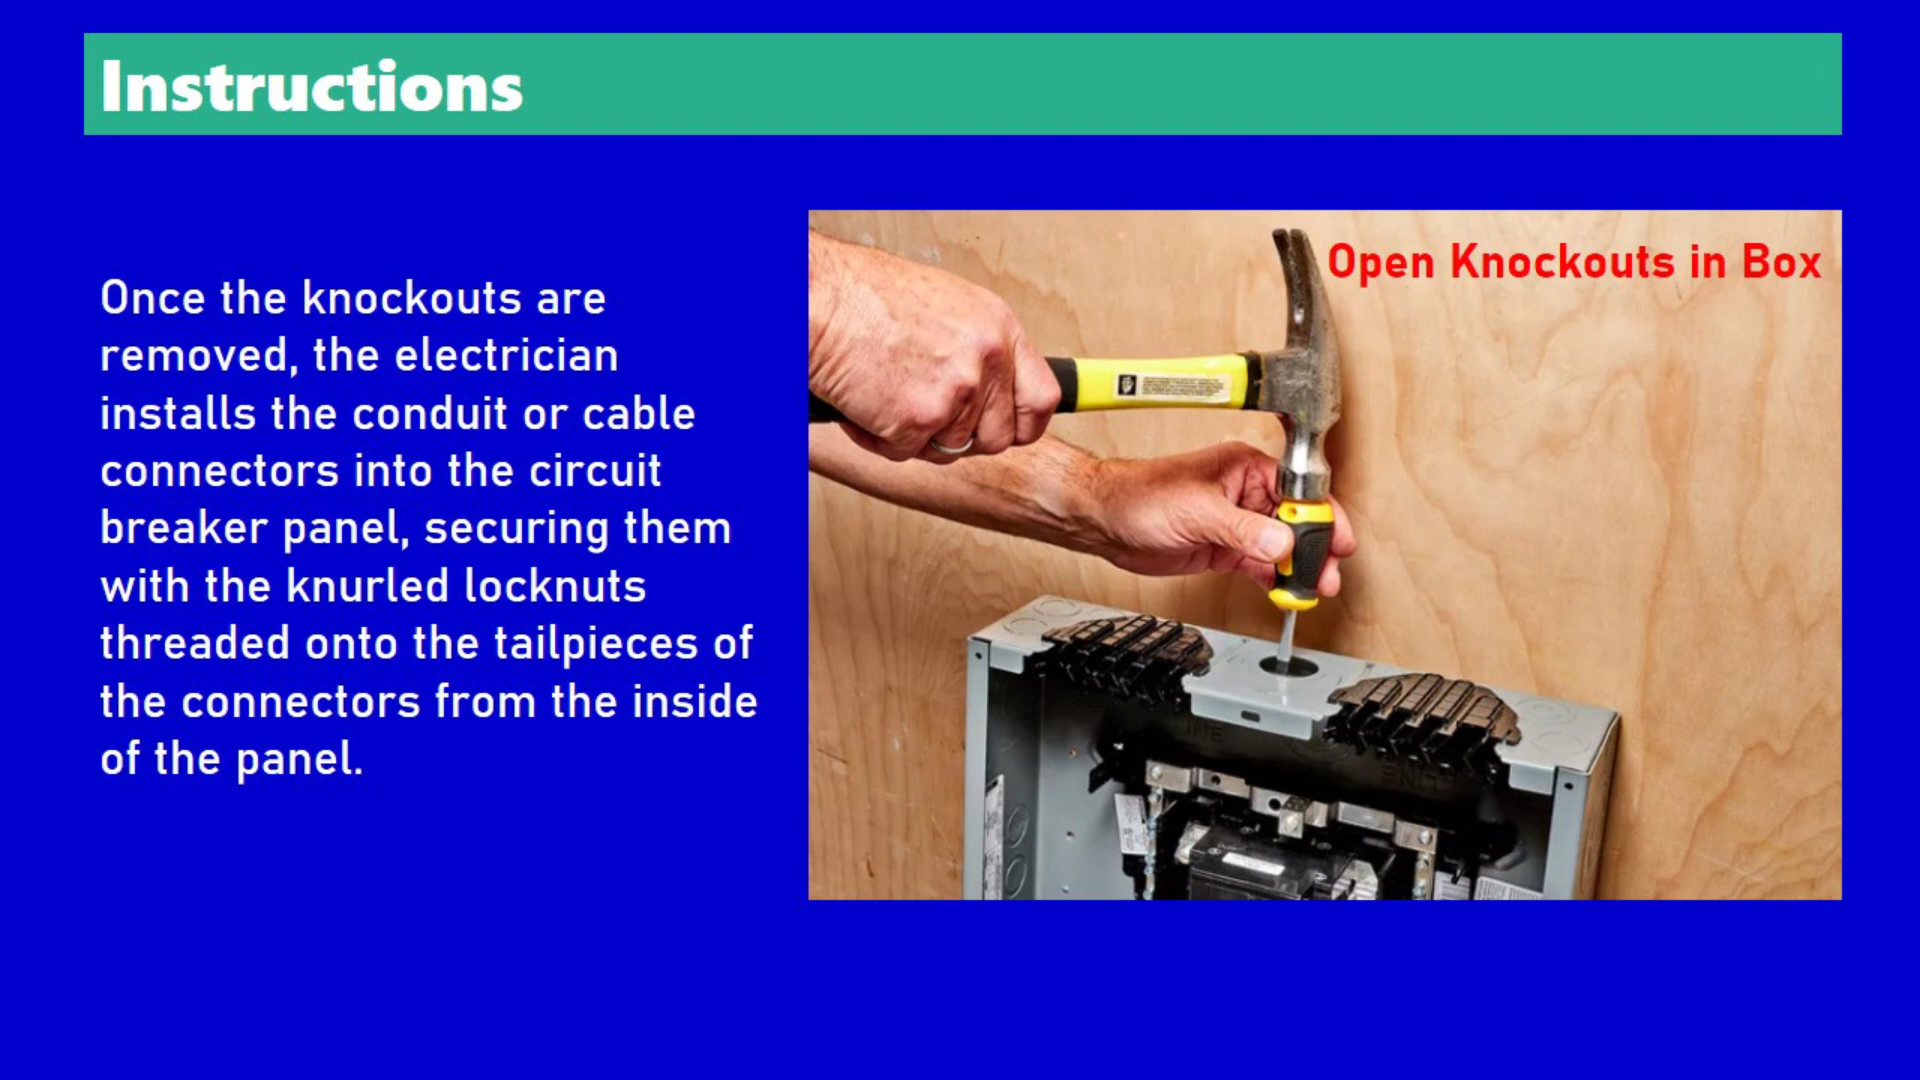 Instructions
Open Knockouts in Box
Once the knockouts are
removed, the electrician
installs the conduit or cable
connectors into the circuit
breaker panel, securing them
with the knurled locknuts
threaded onto the tailpieces of
the connectors from the inside
of the panel.